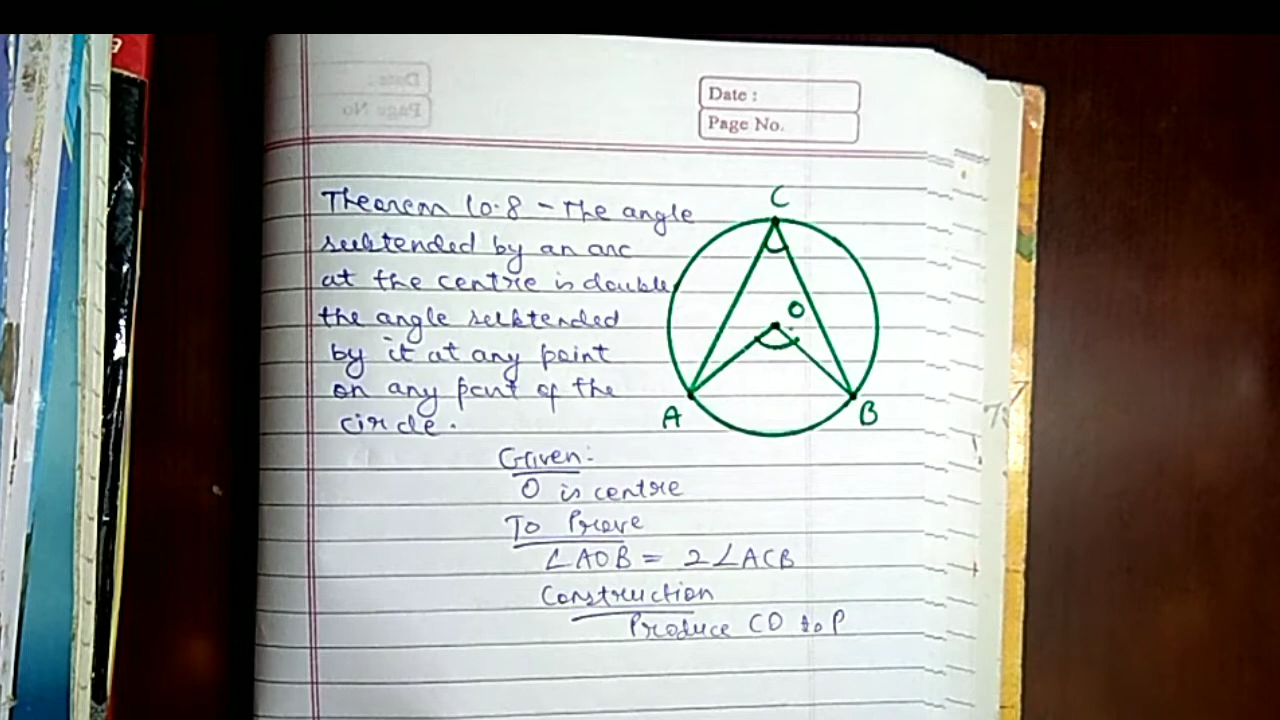 Date :
Page No.
Theorem 10.8 - The angle
subtended by an arc
at the centre is double
the angle subtended
by it at any point
on any part of the
circle.
C
O
A
B
Given:
O is centre
To Prove
∠AOB = 2∠ACB
Construction
Produce CO to P